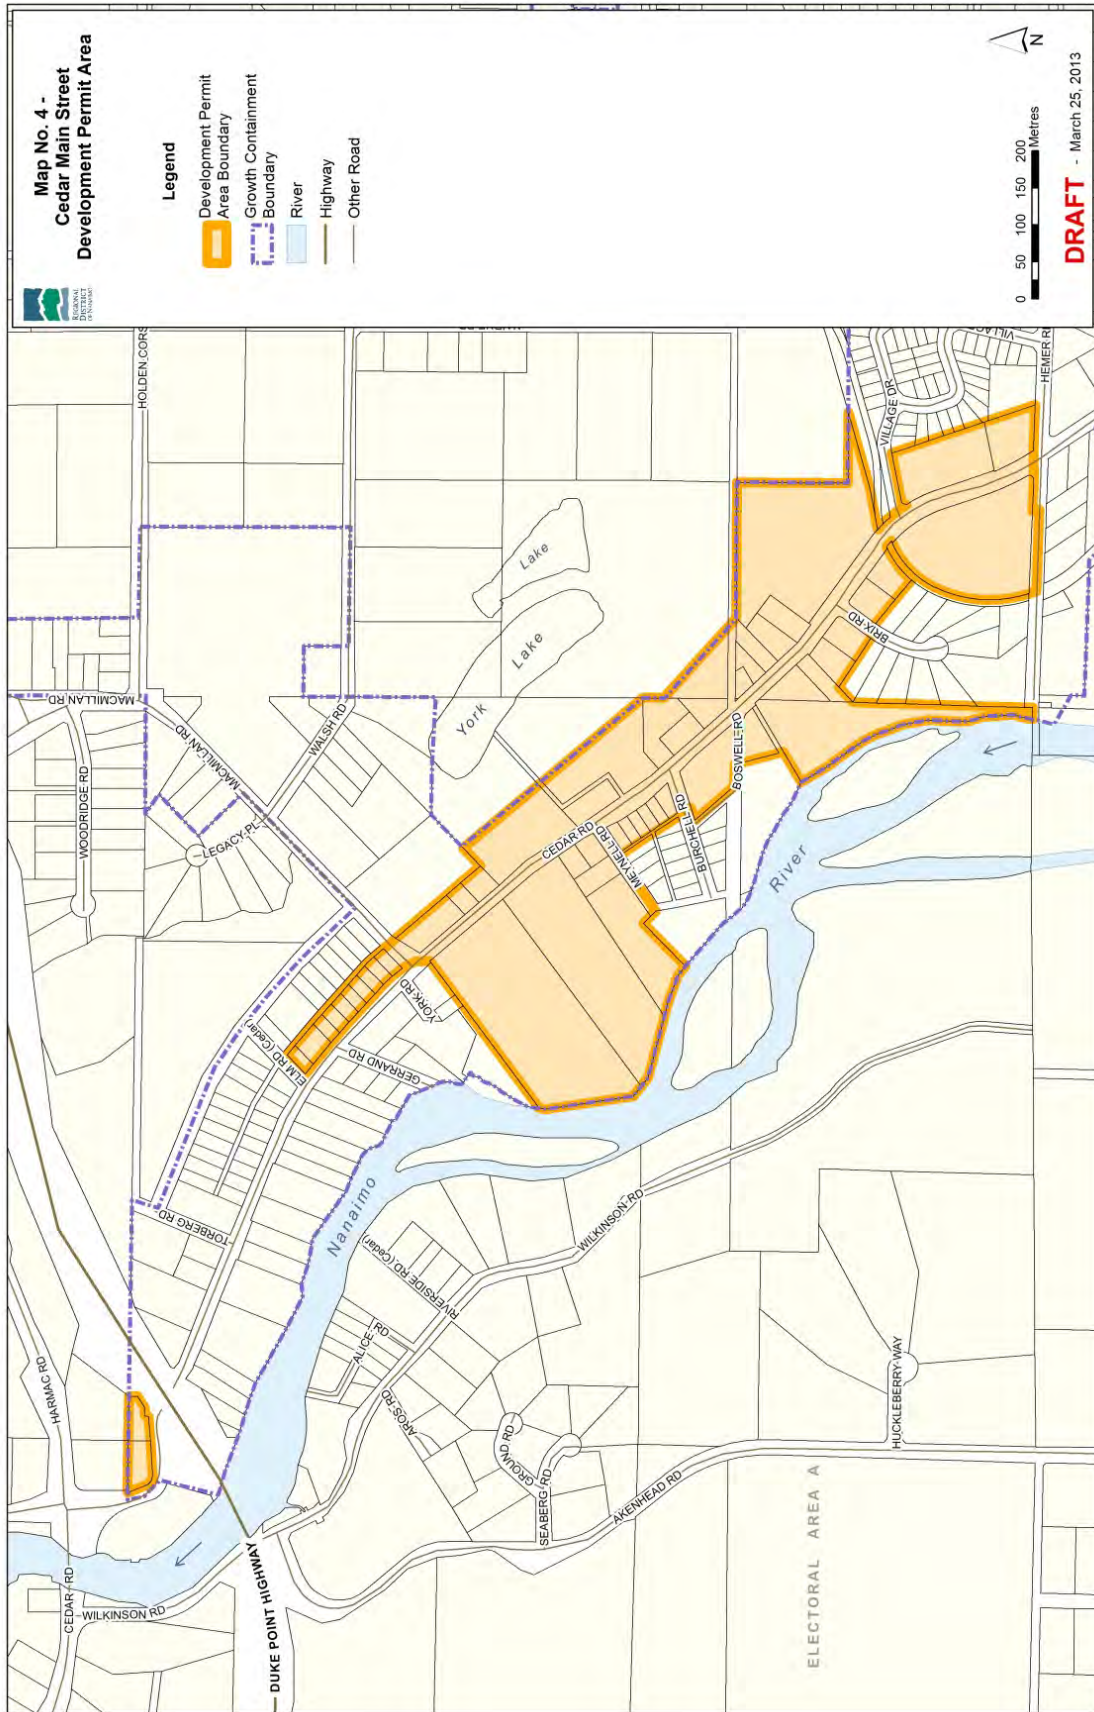 Map No. 4 -
Cedar Main Street
Development Permit Area
REGIONAL
DISTRICT
OF NANAIMO
Legend
Development Permit
Area Boundary
Growth Containment
Boundary
River
Highway
Other Road
N
0 50 100 150 200
Metres
DRAFT - March 25, 2013
HOLDEN CORS
MACMILLAN RD
WOODRIDGE RD
MACMILLAN RD
LEGACY PL
WALSH RD
York Lake
Lake
VILLAGE DR
VILLAG
HEMER RD
BRIX RD
BOSWELL RD
BURCHELL RD
MEYNELL RD
CEDAR RD
River
YORK RD
ELM RD (Cedar)
GERRAND RD
TORBERG RD
Nanaimo
RIVERSIDE RD (Cedar)
WILKINSON RD
ALICE RD
AROS RD
GROUND RD
SEABERG RD
AKENHEAD RD
HUCKLEBERRY WAY
ELECTORAL AREA A
HARMAC RD
CEDAR RD
WILKINSON RD
DUKE POINT HIGHWAY